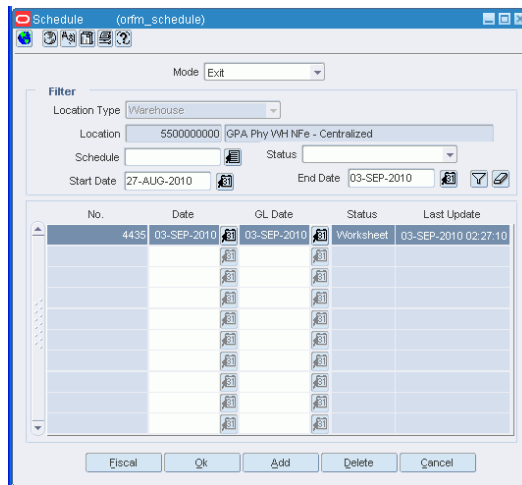 Schedule (orfm_schedule)
Mode Exit
Filter
Location Type Warehouse
Location 5500000000 GPA Phy WH NFe - Centralized
Schedule Status
Start Date 27-AUG-2010 End Date 03-SEP-2010
No. Date GL Date Status Last Update
4435 03-SEP-2010 03-SEP-2010 Worksheet 03-SEP-2010 02:27:10
Fiscal Ok Add Delete Cancel